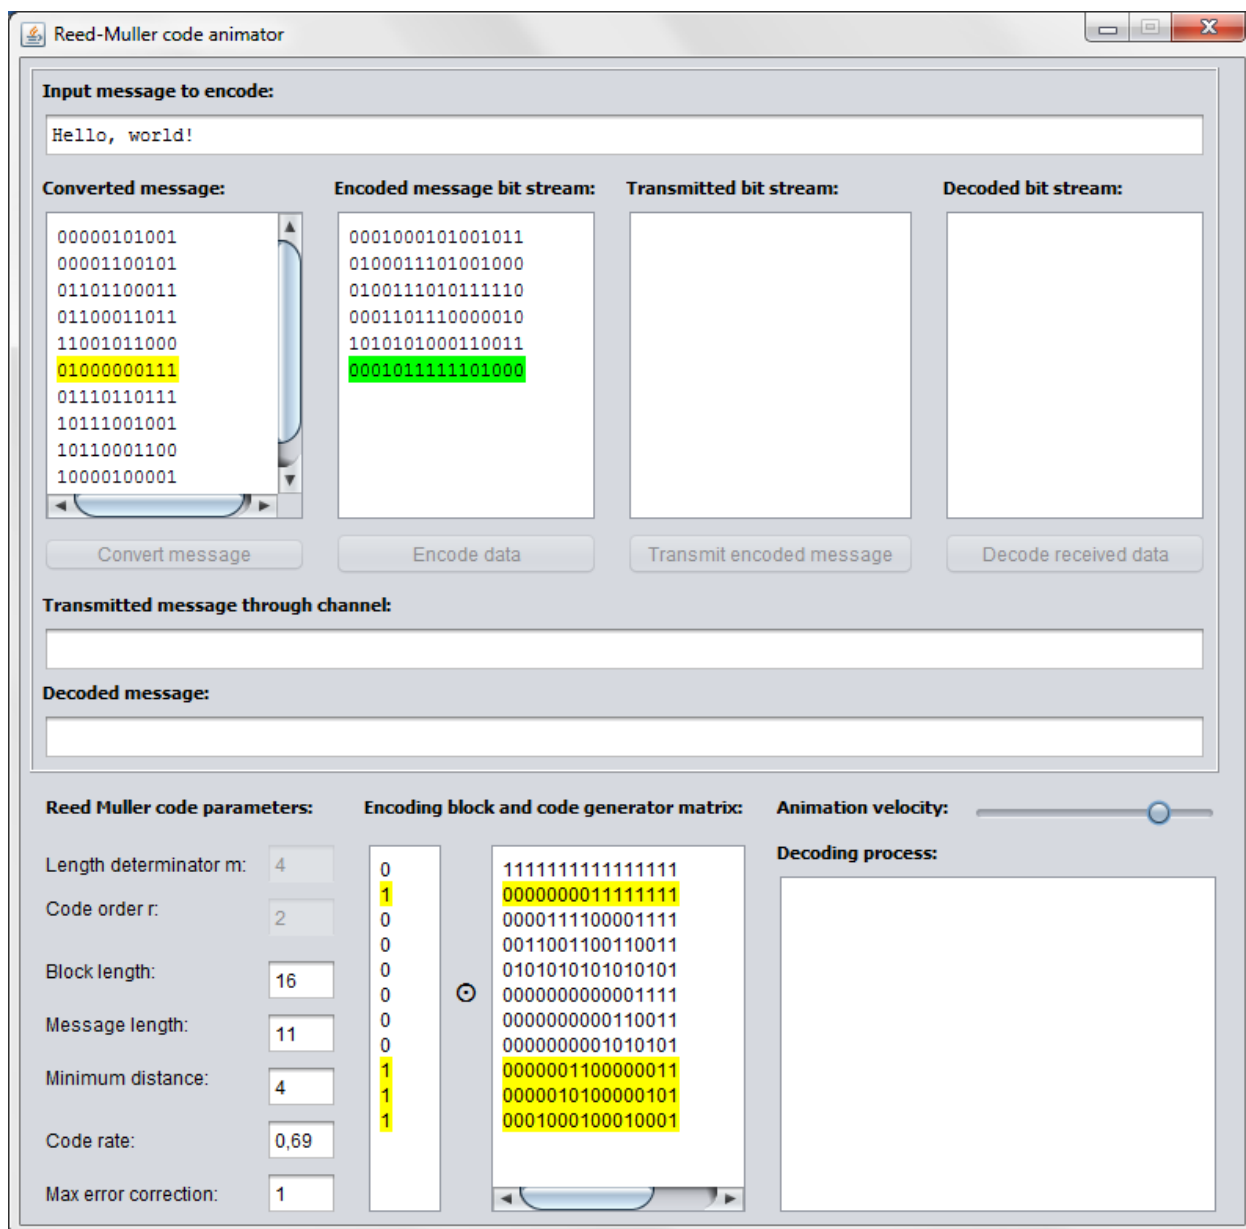 Reed-Muller code animator
Input message to encode:
Hello, world!
Converted message:
00000101001
00001100101
01101100011
01100011011
11001011000
01000000111
01110110111
10111001001
10110001100
10000100001
Convert message
Encoded message bit stream:
0001000101001011
0100011101001000
0100111010111110
0001101110000010
1010101000110011
0001011111101000
Encode data
Transmitted bit stream:
Transmit encoded message
Decoded bit stream:
Decode received data
Transmitted message through channel:
Decoded message:
Reed Muller code parameters:
Length determinator m: 4
Code order r: 2
Block length: 16
Message length: 11
Minimum distance: 4
Code rate: 0,69
Max error correction: 1
Encoding block and code generator matrix:
0
1
0
0
0
0
0
0
1
1
1
⊙
1111111111111111
0000000011111111
0000111100001111
0011001100110011
0101010101010101
0000000000001111
0000000000110011
0000000001010101
0000001100000011
0000010100000101
0001000100010001
Animation velocity:
Decoding process: